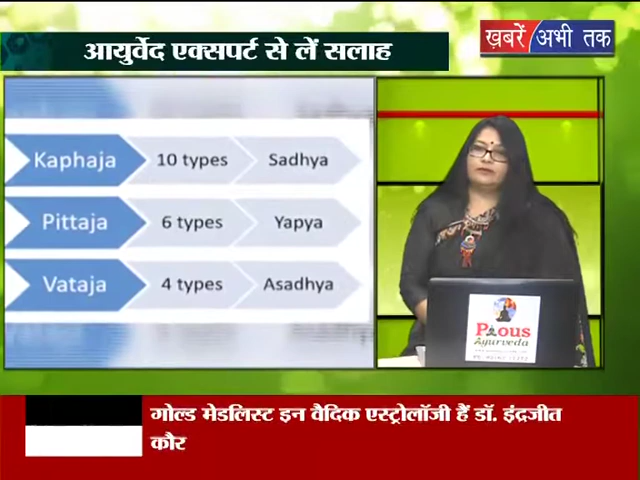 आयुर्वेद एक्सपर्ट से लें सलाह
ख़बरें अभी तक
Kaphaja 10 types Sadhya
Pittaja 6 types Yapya
Vataja 4 types Asadhya
Ayurveda
गोल्ड मेडलिस्ट इन वैदिक एस्ट्रोलॉजी हैं डॉ. इंद्रजीत
कौर